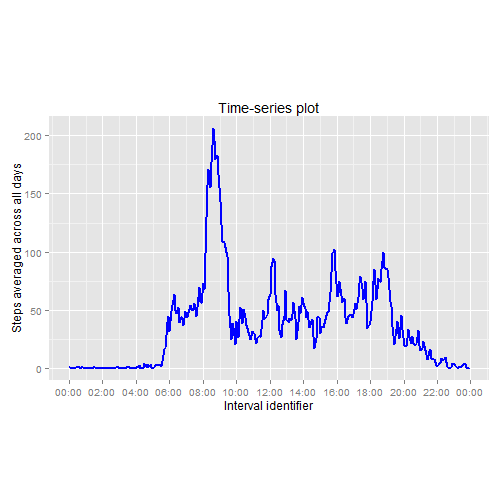 Time-series plot
Steps averaged across all days
200
150
100
50
0
00:00 02:00 04:00 06:00 08:00 10:00 12:00 14:00 16:00 18:00 20:00 22:00 00:00
Interval identifier